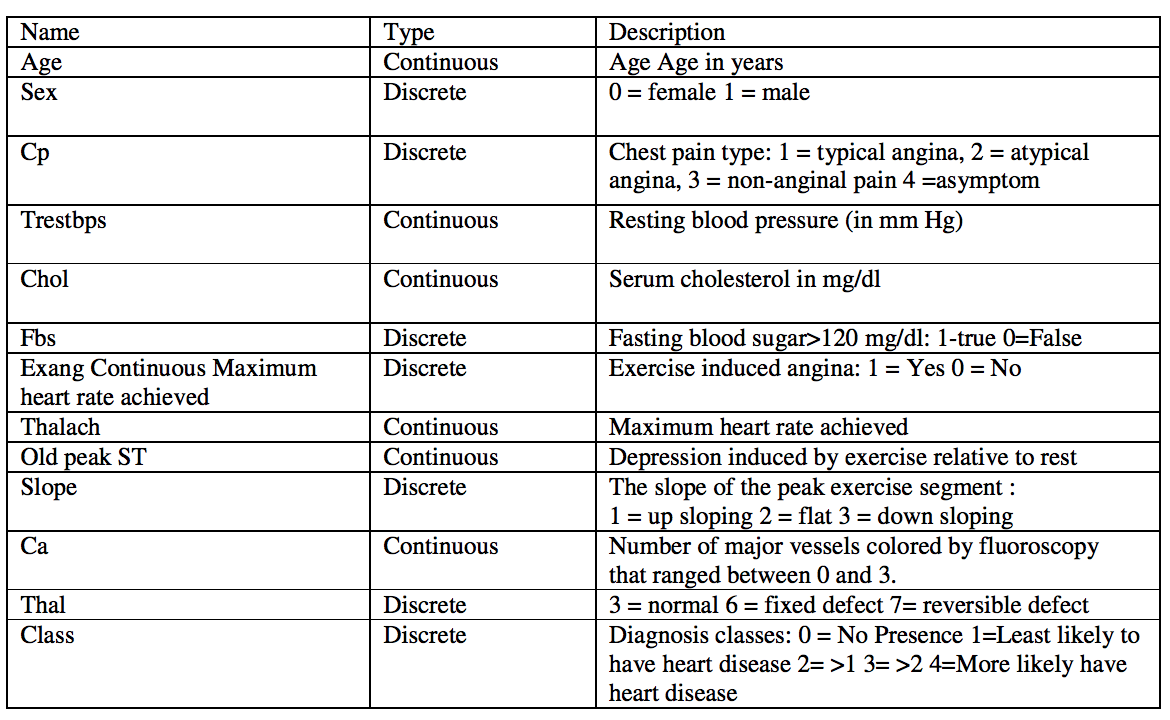 Name Type Description
Age Continuous Age Age in years
Sex Discrete 0 = female 1 = male
Cp Discrete Chest pain type: 1 = typical angina, 2 = atypical
angina, 3 = non-anginal pain 4 =asymptom
Trestbps Continuous Resting blood pressure (in mm Hg)
Chol Continuous Serum cholesterol in mg/dl
Fbs Discrete Fasting blood sugar>120 mg/dl: 1-true 0=False
Exang Continuous Maximum Discrete Exercise induced angina: 1 = Yes 0 = No
heart rate achieved
Thalach Continuous Maximum heart rate achieved
Old peak ST Continuous Depression induced by exercise relative to rest
Slope Discrete The slope of the peak exercise segment :
1 = up sloping 2 = flat 3 = down sloping
Ca Continuous Number of major vessels colored by fluoroscopy
that ranged between 0 and 3.
Thal Discrete 3 = normal 6 = fixed defect 7= reversible defect
Class Discrete Diagnosis classes: 0 = No Presence 1=Least likely to
have heart disease 2= >1 3= >2 4=More likely have
heart disease